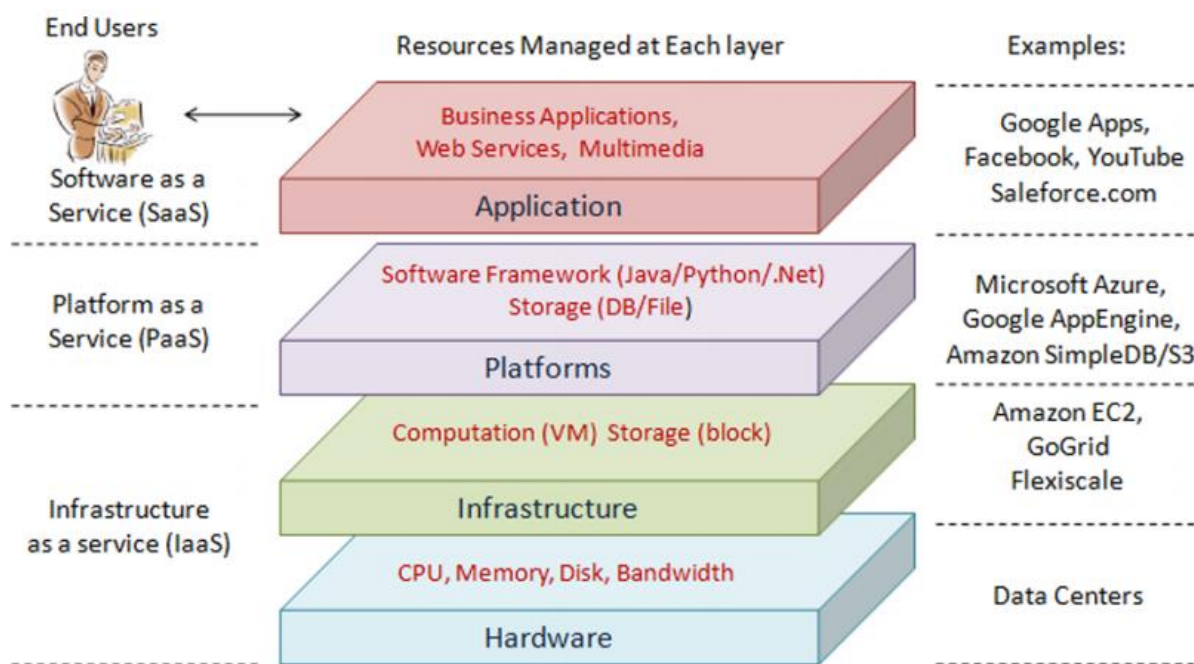 End Users
Resources Managed at Each layer
Examples:
Business Applications,
Web Services, Multimedia
Application
Software as a
Service (SaaS)
Google Apps,
Facebook, YouTube
Saleforce.com
Software Framework (Java/Python/.Net)
Storage (DB/File)
Platforms
Platform as a
Service (PaaS)
Microsoft Azure,
Google AppEngine,
Amazon SimpleDB/S3
Computation (VM) Storage (block)
Infrastructure
Amazon EC2,
GoGrid
Flexiscale
Infrastructure
as a service (IaaS)
CPU, Memory, Disk, Bandwidth
Hardware
Data Centers